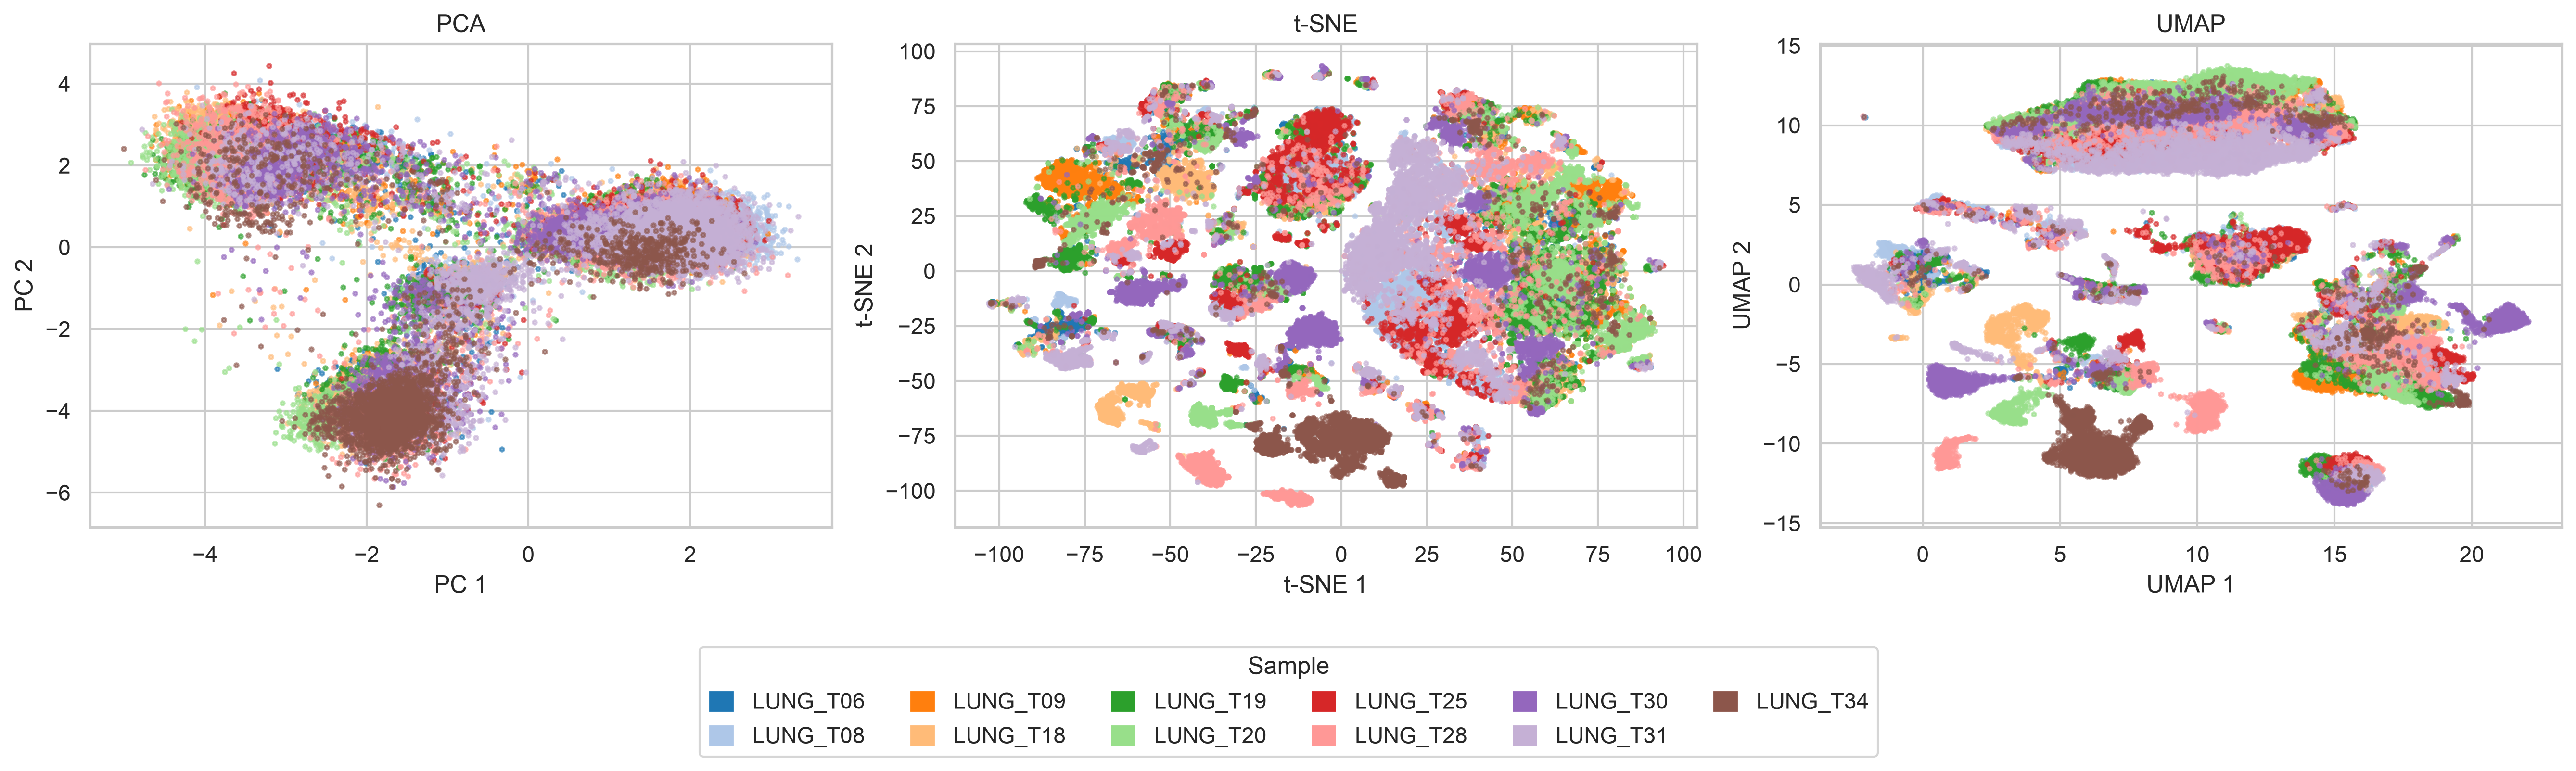 PCA
4
2
0
−2
−4
−6
PC 2
−4 −2 0 2
PC 1
t-SNE
100
75
50
25
0
−25
−50
−75
−100
t-SNE 2
−100 −75 −50 −25 0 25 50 75 100
t-SNE 1
UMAP
15
10
5
0
−5
−10
−15
UMAP 2
0 5 10 15 20
UMAP 1
Sample
LUNG_T06 LUNG_T09 LUNG_T19 LUNG_T25 LUNG_T30 LUNG_T34
LUNG_T08 LUNG_T18 LUNG_T20 LUNG_T28 LUNG_T31